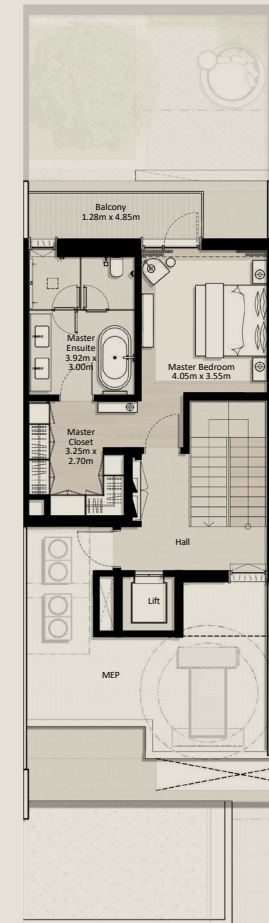 Balcony
1.28m x 4.85m
Master
Ensuite
3.92m x
3.00m
Master Bedroom
4.05m x 3.55m
Master
Closet
3.25m x
2.70m
Hall
Lift
MEP